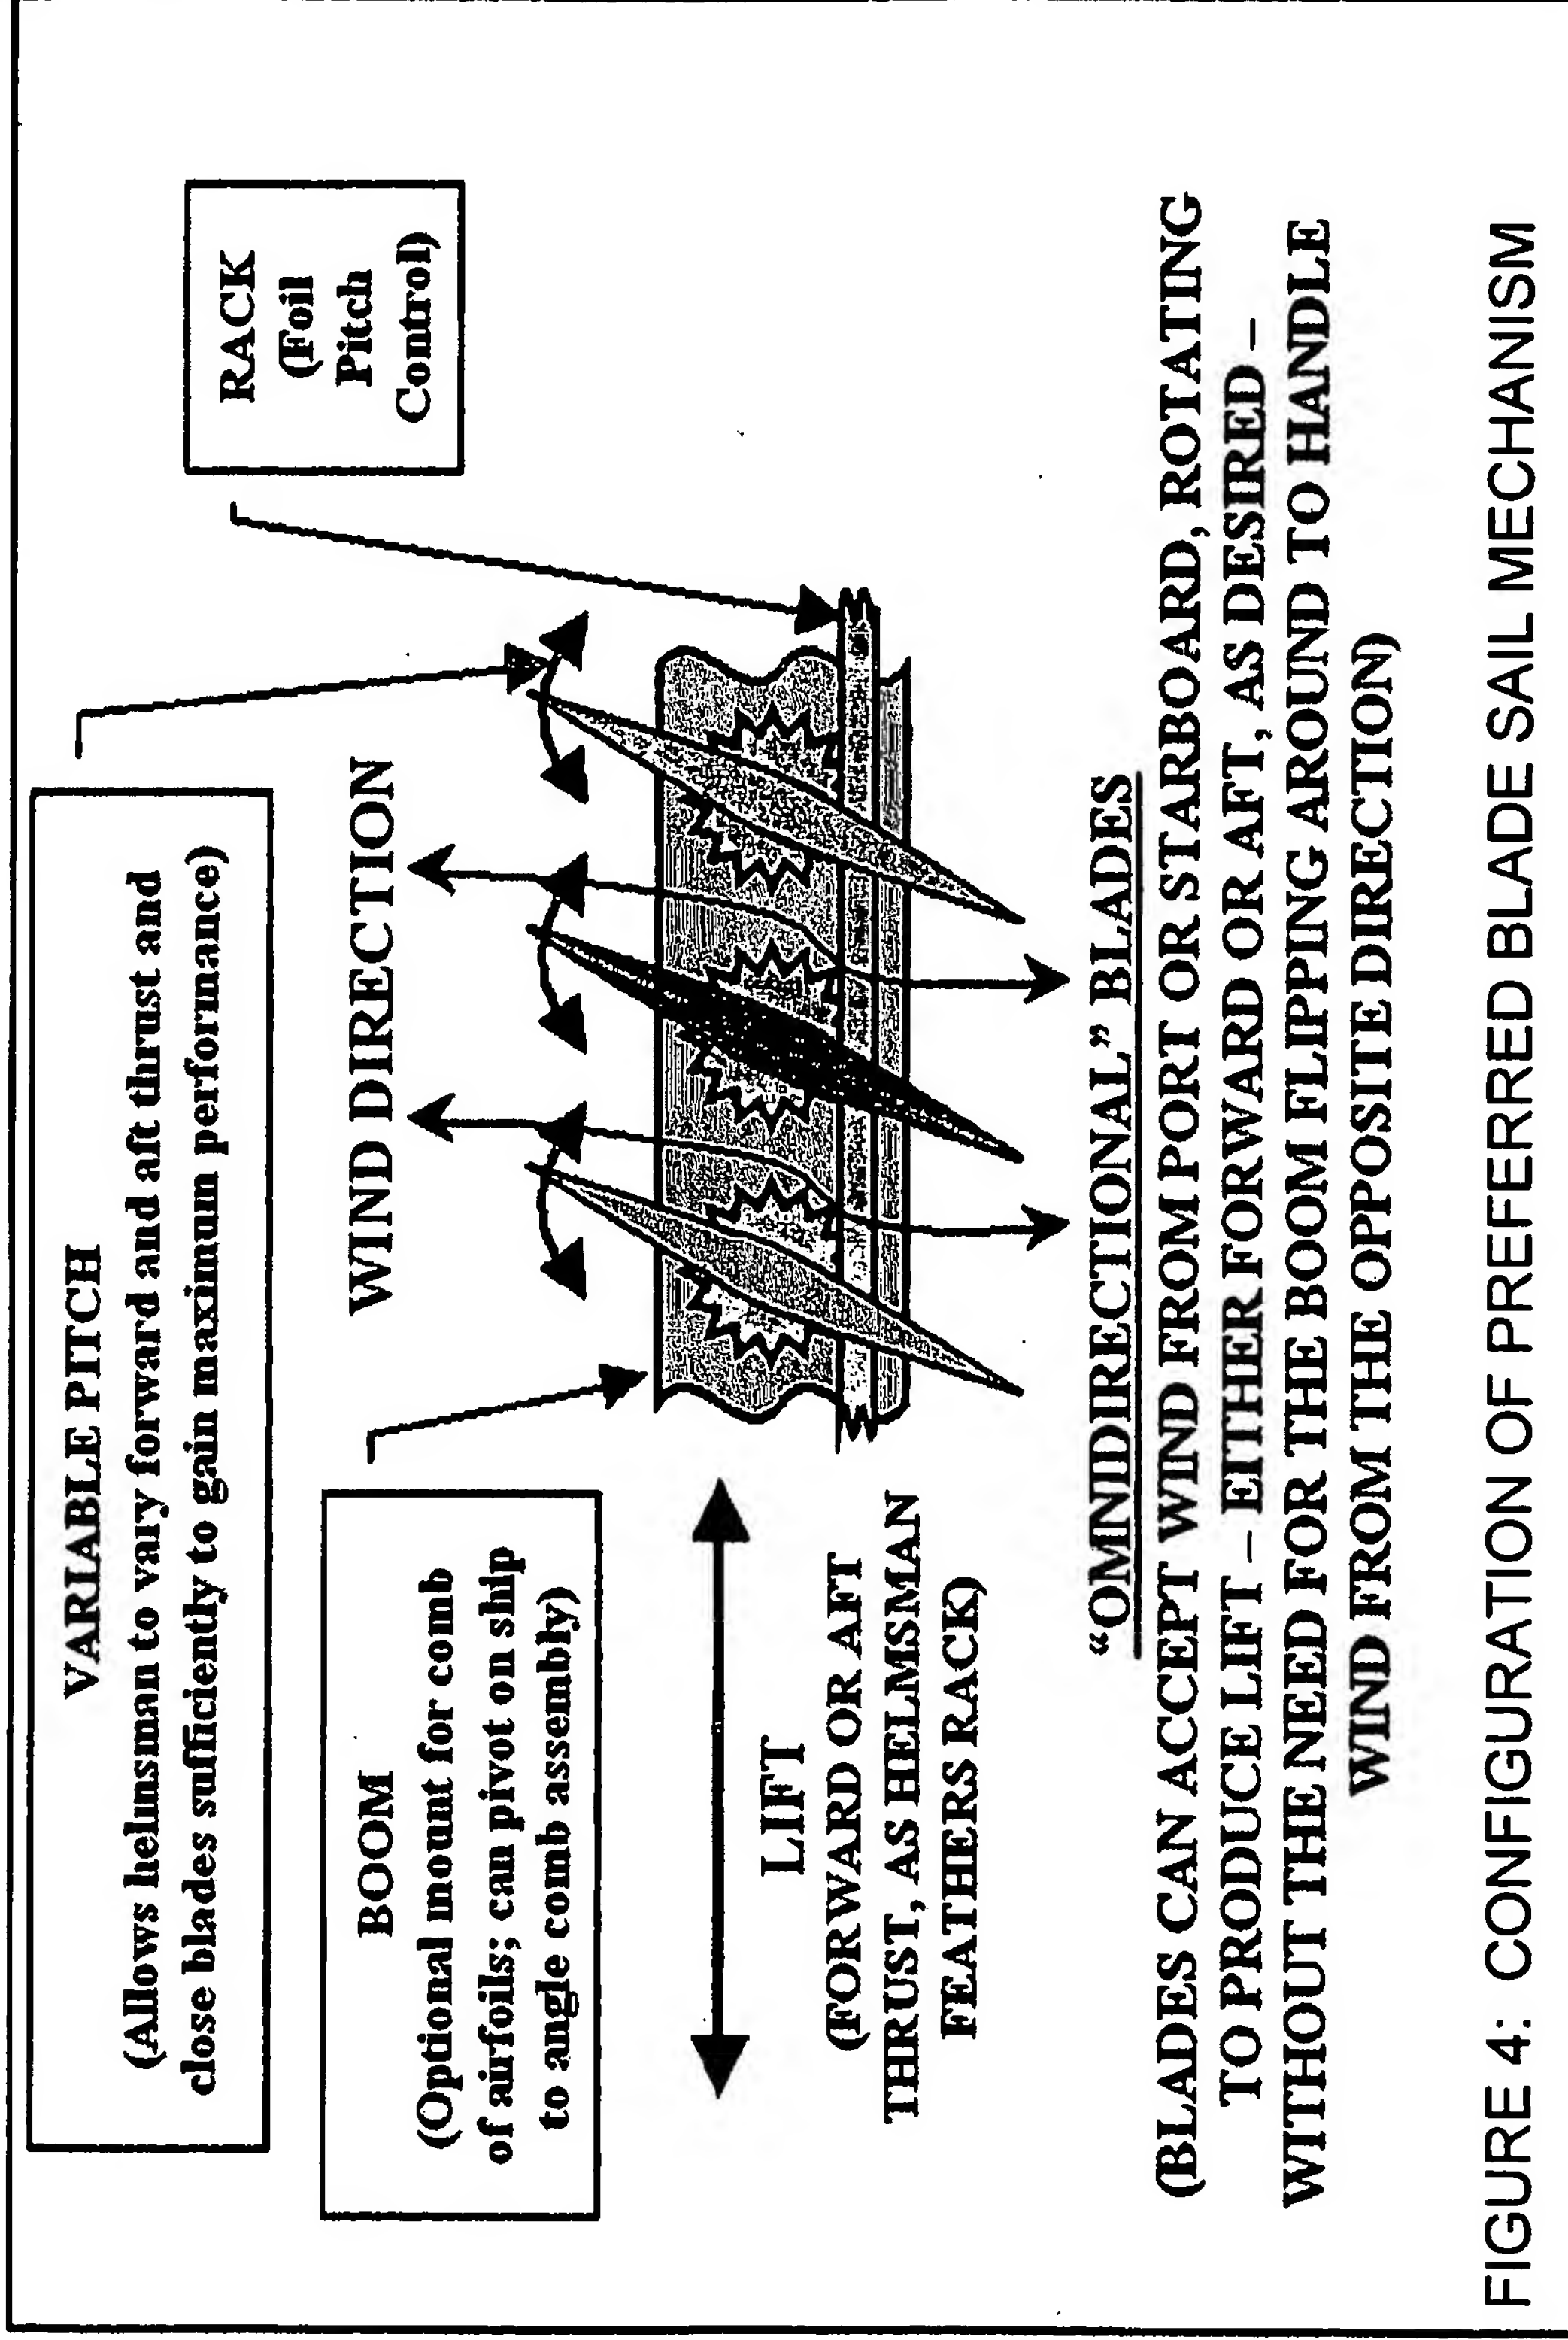 VARIABLE PITCH
(Allows helmsman to vary forward and aft thrust and
close blades sufficiently to gain maximum performance)
BOOM
(Optional mount for comb
of airfoils; can pivot on ship
to angle comb assembly)
WIND DIRECTION
RACK
(Foil
Pitch
Control)
LIFT
(FORWARD OR AFT
THRUST, AS HELMSMAN
FEATHERS RACK)
“OMNIDIRECTIONAL” BLADES
(BLADES CAN ACCEPT WIND FROM PORT OR STARBOARD, ROTATING
TO PRODUCE LIFT – EITHER FORWARD OR AFT, AS DESIRED –
WITHOUT THE NEED FOR THE BOOM FLIPPING AROUND TO HANDLE
WIND FROM THE OPPOSITE DIRECTION)
FIGURE 4: CONFIGURATION OF PREFERRED BLADE SAIL MECHANISM